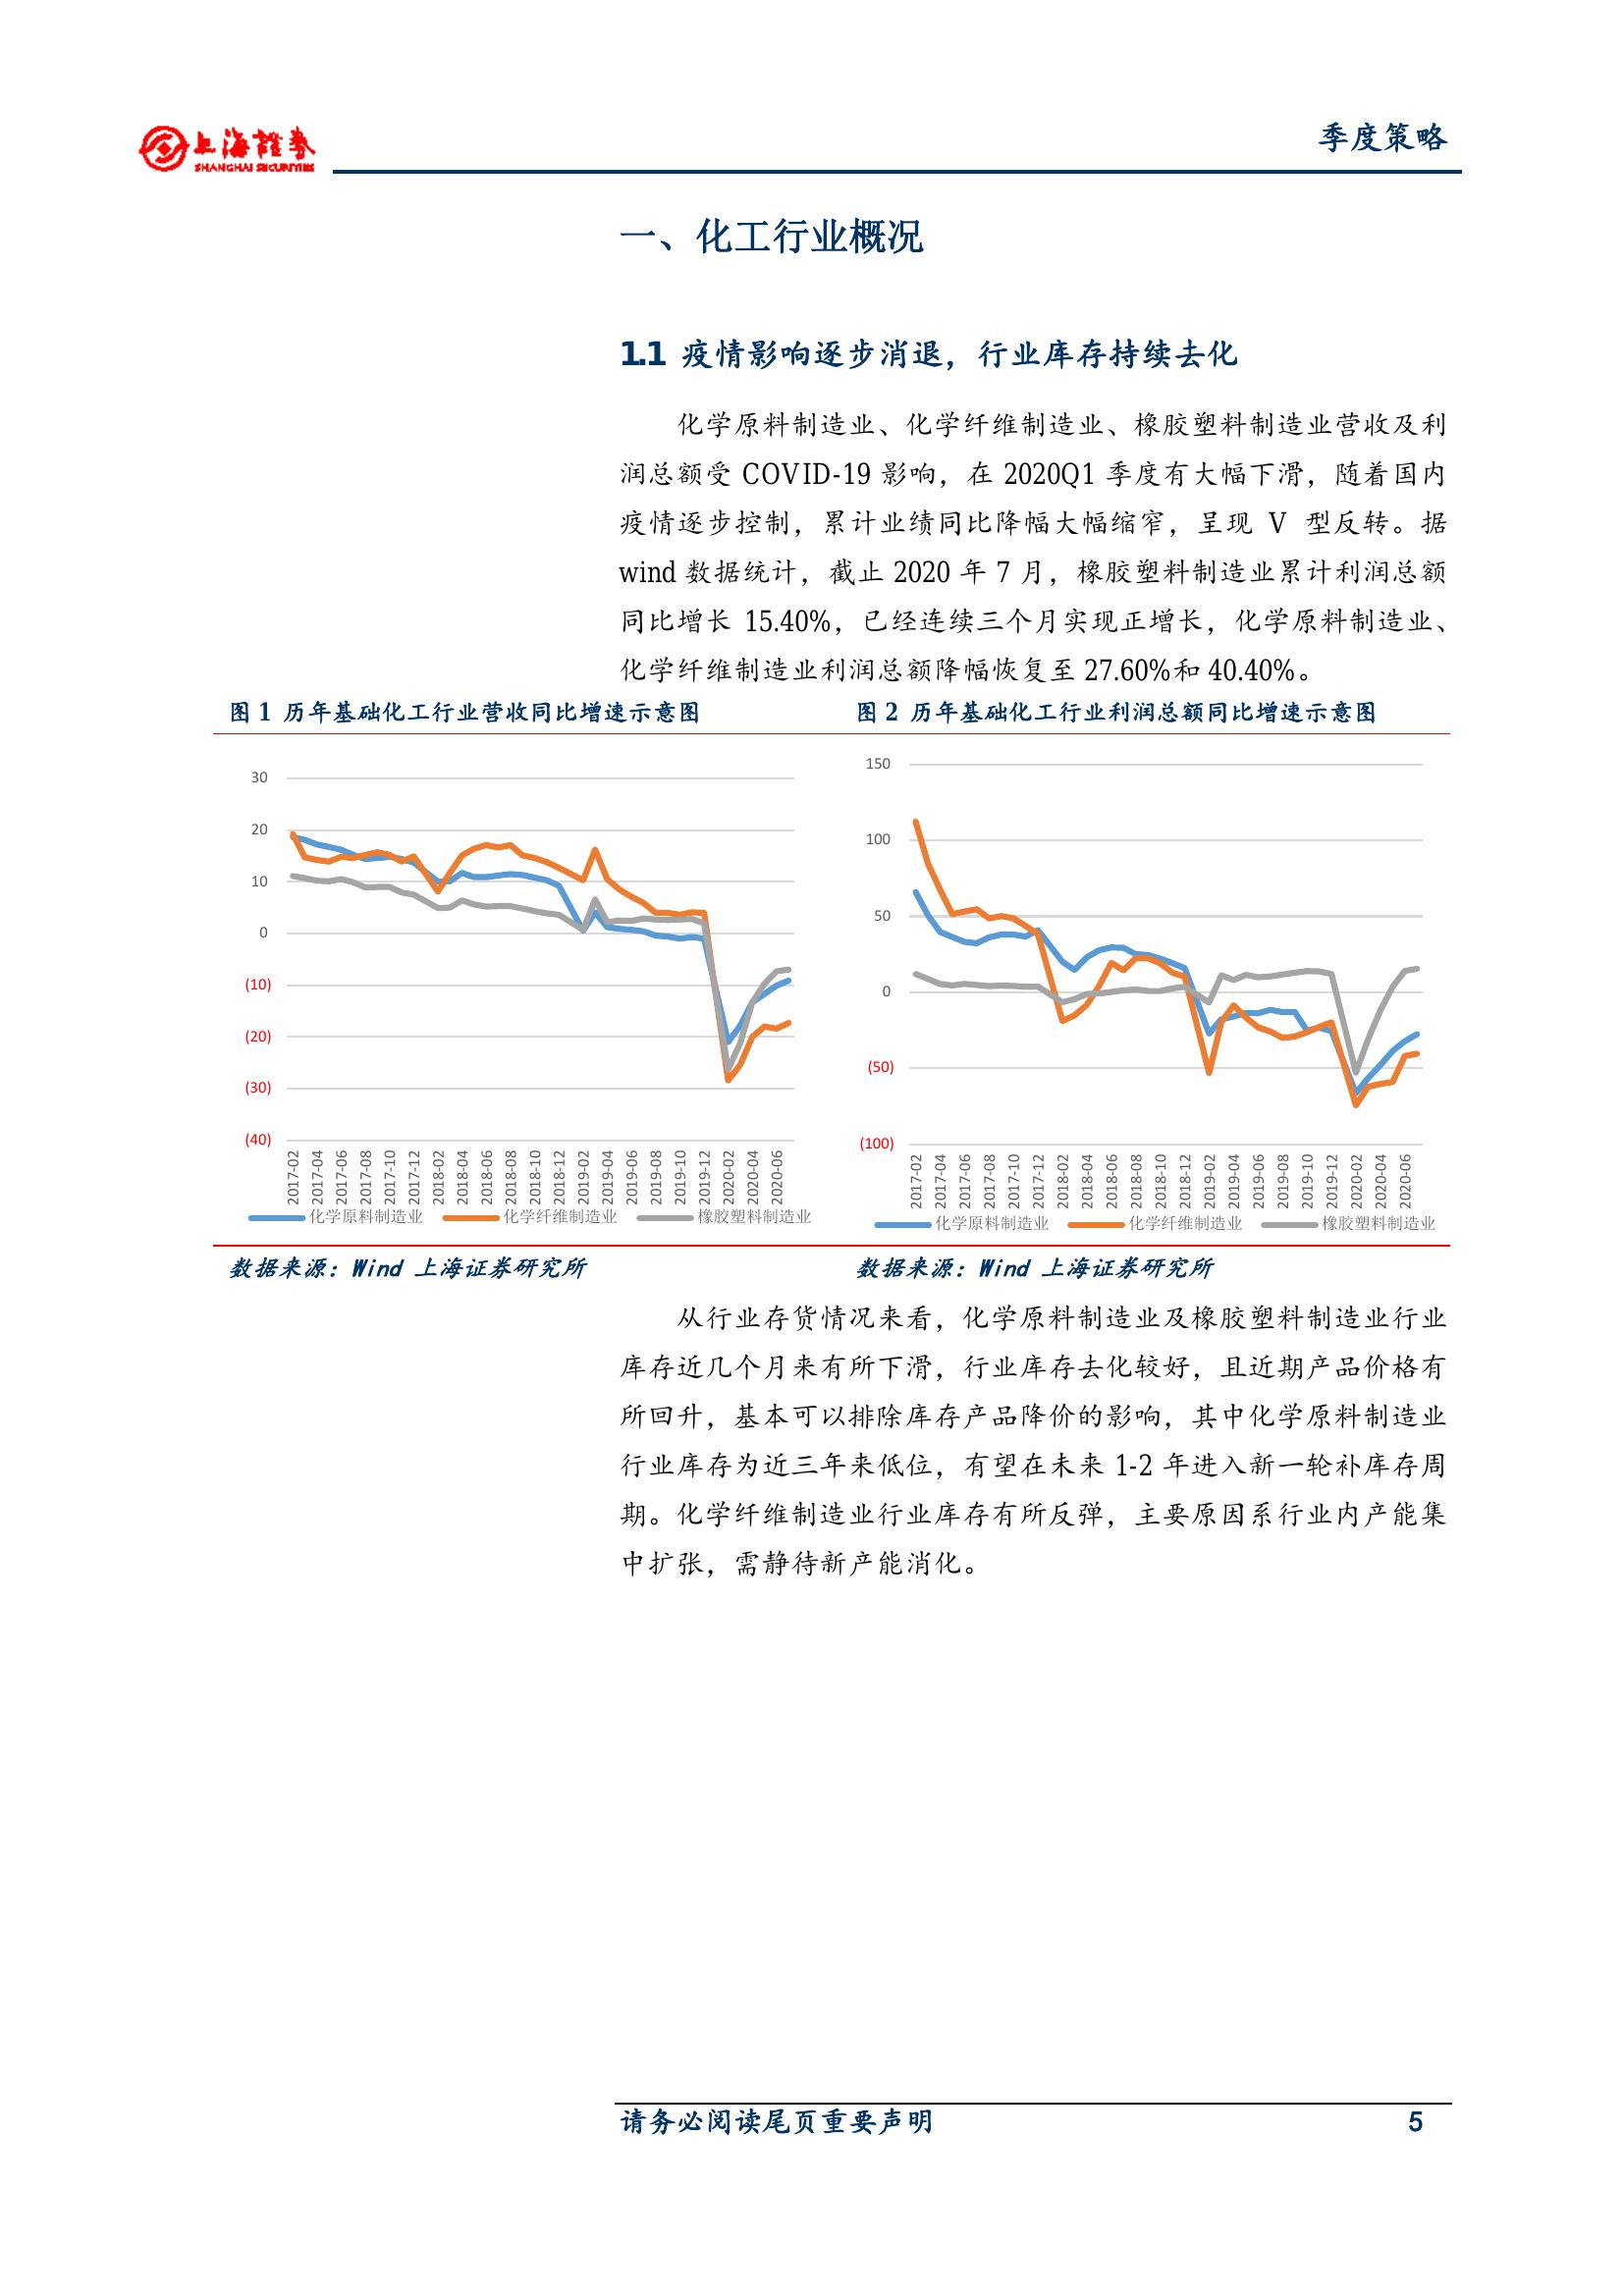 上海證券
SHANGHAI SECURITIES
季度策略
一、化工行业概况
1.1 疫情影响逐步消退，行业库存持续去化
化学原料制造业、化学纤维制造业、橡胶塑料制造业营收及利
润总额受 COVID-19 影响，在 2020Q1 季度有大幅下滑，随着国内
疫情逐步控制，累计业绩同比降幅大幅缩窄，呈现 V 型反转。据
wind 数据统计，截止 2020 年 7 月，橡胶塑料制造业累计利润总额
同比增长 15.40%，已经连续三个月实现正增长，化学原料制造业、
化学纤维制造业利润总额降幅恢复至 27.60%和 40.40%。
图 1 历年基础化工行业营收同比增速示意图
30
20
10
0
(10)
(20)
(30)
(40)
2017-02
2017-04
2017-06
2017-08
2017-10
2017-12
2018-02
2018-04
2018-06
2018-08
2018-10
2018-12
2019-02
2019-04
2019-06
2019-08
2019-10
2019-12
2020-02
2020-04
2020-06
化学原料制造业 化学纤维制造业 橡胶塑料制造业
数据来源：Wind 上海证券研究所
图 2 历年基础化工行业利润总额同比增速示意图
150
100
50
0
(50)
(100)
2017-02
2017-04
2017-06
2017-08
2017-10
2017-12
2018-02
2018-04
2018-06
2018-08
2018-10
2018-12
2019-02
2019-04
2019-06
2019-08
2019-10
2019-12
2020-02
2020-04
2020-06
化学原料制造业 化学纤维制造业 橡胶塑料制造业
数据来源：Wind 上海证券研究所
从行业存货情况来看，化学原料制造业及橡胶塑料制造业行业
库存近几个月来有所下滑，行业库存去化较好，且近期产品价格有
所回升，基本可以排除库存产品降价的影响，其中化学原料制造业
行业库存为近三年来低位，有望在未来 1-2 年进入新一轮补库存周
期。化学纤维制造业行业库存有所反弹，主要原因系行业内产能集
中扩张，需静待新产能消化。
请务必阅读尾页重要声明 5